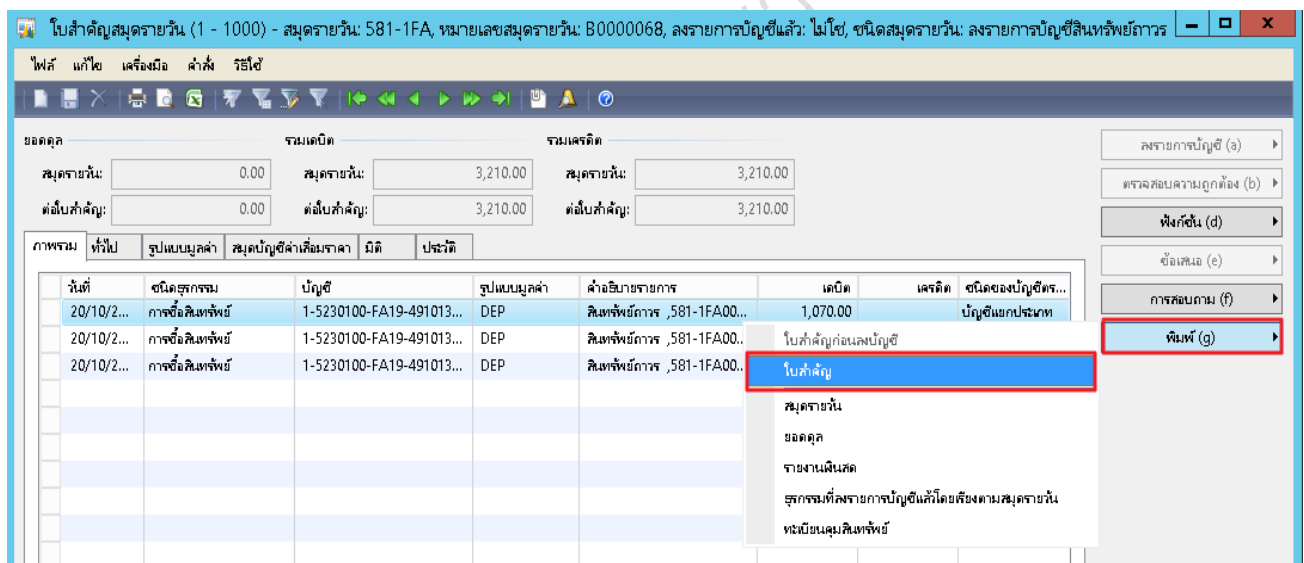 ใบสำคัญสมุดรายวัน (1 - 1000) - สมุดรายวัน: 581-1FA, หมายเลขสมุดรายวัน: B0000068, ลงรายการบัญชีแล้ว: ไม่ใช่, ชนิดสมุดรายวัน: ลงรายการบัญชีสินทรัพย์ถาวร
ไฟล์ แก้ไข เครื่องมือ คำสั่ง วิธีใช้
ยอดดุล รวมเดบิต รวมเครดิต
สมุดรายวัน: 0.00 สมุดรายวัน: 3,210.00 สมุดรายวัน: 3,210.00
ต่อใบสำคัญ: 0.00 ต่อใบสำคัญ: 3,210.00 ต่อใบสำคัญ: 3,210.00
ภาพรวม ทั่วไป รูปแบบมูลค่า สมุดบัญชีค่าเสื่อมราคา มิติ ประวัติ
วันที่ ชนิดธุรกรรม บัญชี รูปแบบมูลค่า คำอธิบายรายการ เดบิต เครดิต ชนิดของบัญชีตร...
20/10/2... การซื้อสินทรัพย์ 1-5230100-FA19-491013... DEP สินทรัพย์ถาวร ,581-1FA00... 1,070.00 บัญชีแยกประเภท
20/10/2... การซื้อสินทรัพย์ 1-5230100-FA19-491013... DEP สินทรัพย์ถาวร ,581-1FA00..
20/10/2... การซื้อสินทรัพย์ 1-5230100-FA19-491013... DEP สินทรัพย์ถาวร ,581-1FA00..
ใบสำคัญก่อนลงบัญชี
ใบสำคัญ
สมุดรายวัน
ยอดดุล
รายงานเงินสด
ธุรกรรมที่ลงรายการบัญชีแล้วโดยเรียงตามสมุดรายวัน
ทะเบียนคุมสินทรัพย์
ลงรายการบัญชี (a)
ตรวจสอบความถูกต้อง (b)
ฟังก์ชัน (d)
ข้อเสนอ (e)
การสอบถาม (f)
พิมพ์ (g)